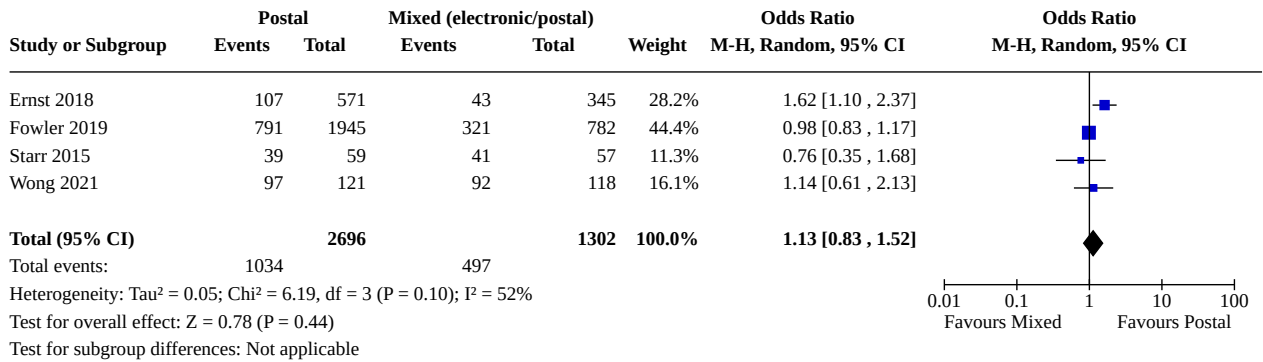 Postal Mixed (electronic/postal) Odds Ratio Odds Ratio
Study or Subgroup Events Total Events Total Weight M-H, Random, 95% CI M-H, Random, 95% CI
Ernst 2018 107 571 43 345 28.2% 1.62 [1.10 , 2.37]
Fowler 2019 791 1945 321 782 44.4% 0.98 [0.83 , 1.17]
Starr 2015 39 59 41 57 11.3% 0.76 [0.35 , 1.68]
Wong 2021 97 121 92 118 16.1% 1.14 [0.61 , 2.13]
Total (95% CI) 2696 1302 100.0% 1.13 [0.83 , 1.52]
Total events: 1034 497
Heterogeneity: Tau² = 0.05; Chi² = 6.19, df = 3 (P = 0.10); I² = 52%
0.01 0.1 1 10 100
Test for overall effect: Z = 0.78 (P = 0.44) Favours Mixed Favours Postal
Test for subgroup differences: Not applicable